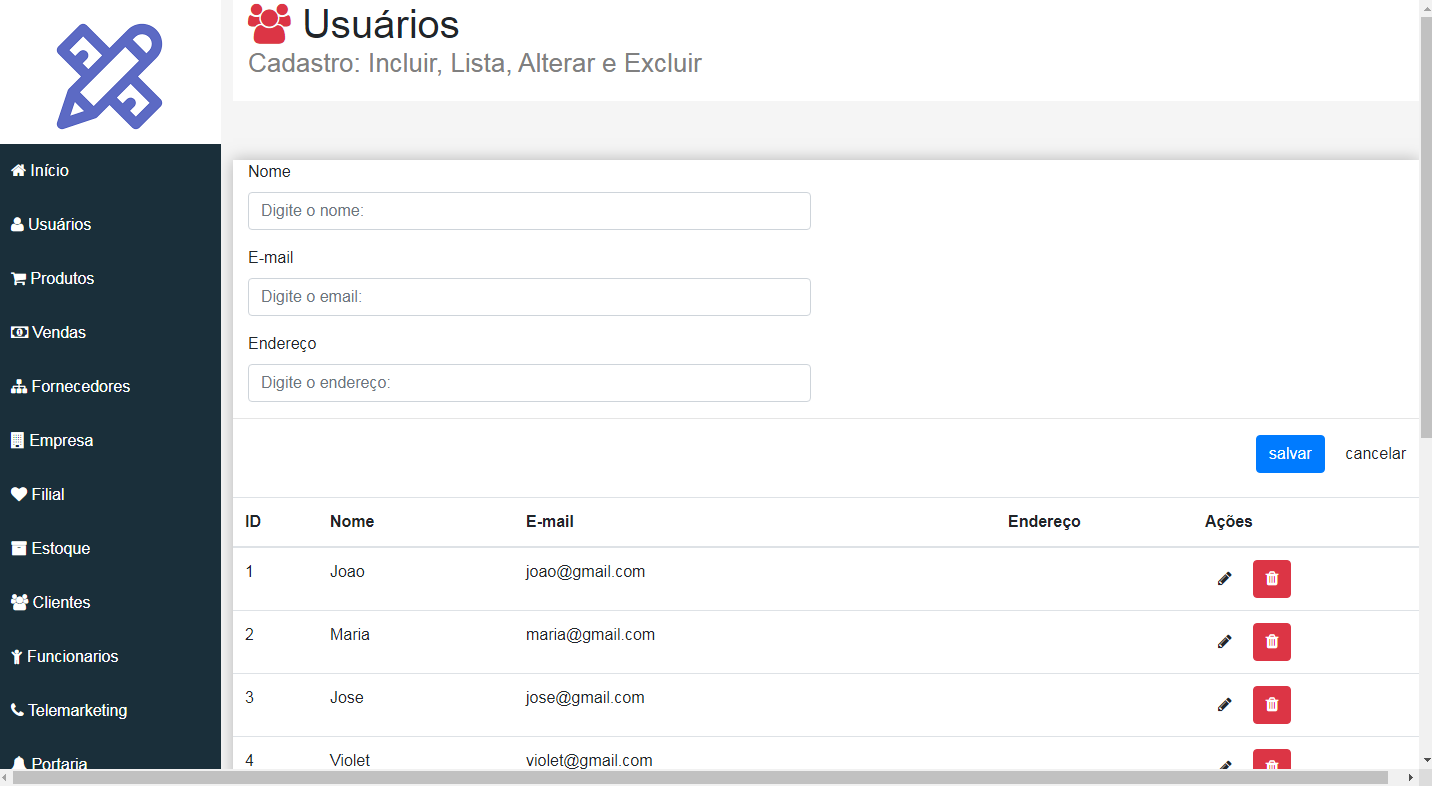 Usuários
Cadastro: Incluir, Lista, Alterar e Excluir
Início
Usuários
Produtos
Vendas
Fornecedores
Empresa
Filial
Estoque
Clientes
Funcionarios
Telemarketing
Portaria
Nome
Digite o nome:
E-mail
Digite o email:
Endereço
Digite o endereço:
salvar cancelar
ID Nome E-mail Endereço Ações
1 Joao joao@gmail.com
2 Maria maria@gmail.com
3 Jose jose@gmail.com
4 Violet violet@gmail.com